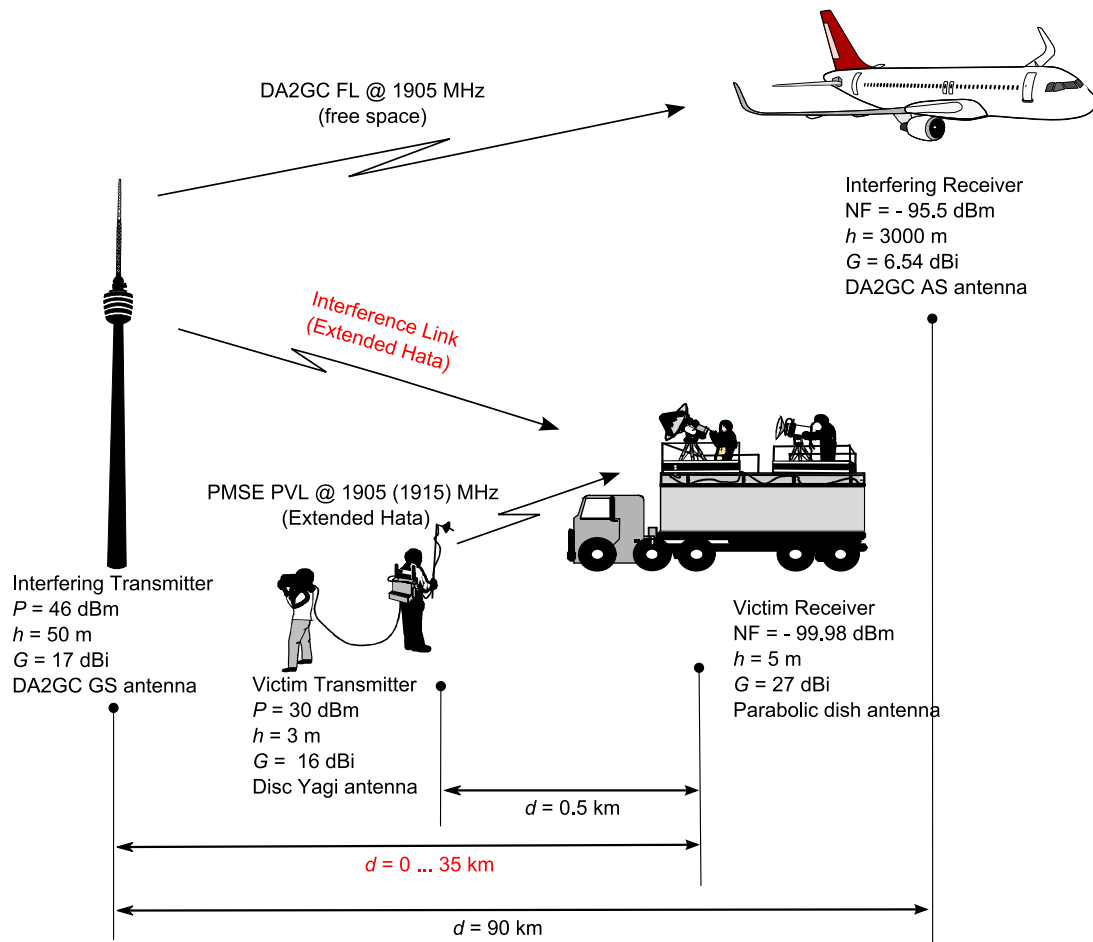 DA2GC FL @ 1905 MHz
(free space)
Interfering Receiver
NF = - 95.5 dBm
h = 3000 m
G = 6.54 dBi
DA2GC AS antenna
Interference Link
(Extended Hata)
PMSE PVL @ 1905 (1915) MHz
(Extended Hata)
Interfering Transmitter
P = 46 dBm
h = 50 m
G = 17 dBi
DA2GC GS antenna
Victim Transmitter
P = 30 dBm
h = 3 m
G = 16 dBi
Disc Yagi antenna
Victim Receiver
NF = - 99.98 dBm
h = 5 m
G = 27 dBi
Parabolic dish antenna
d = 0.5 km
d = 0 ... 35 km
d = 90 km